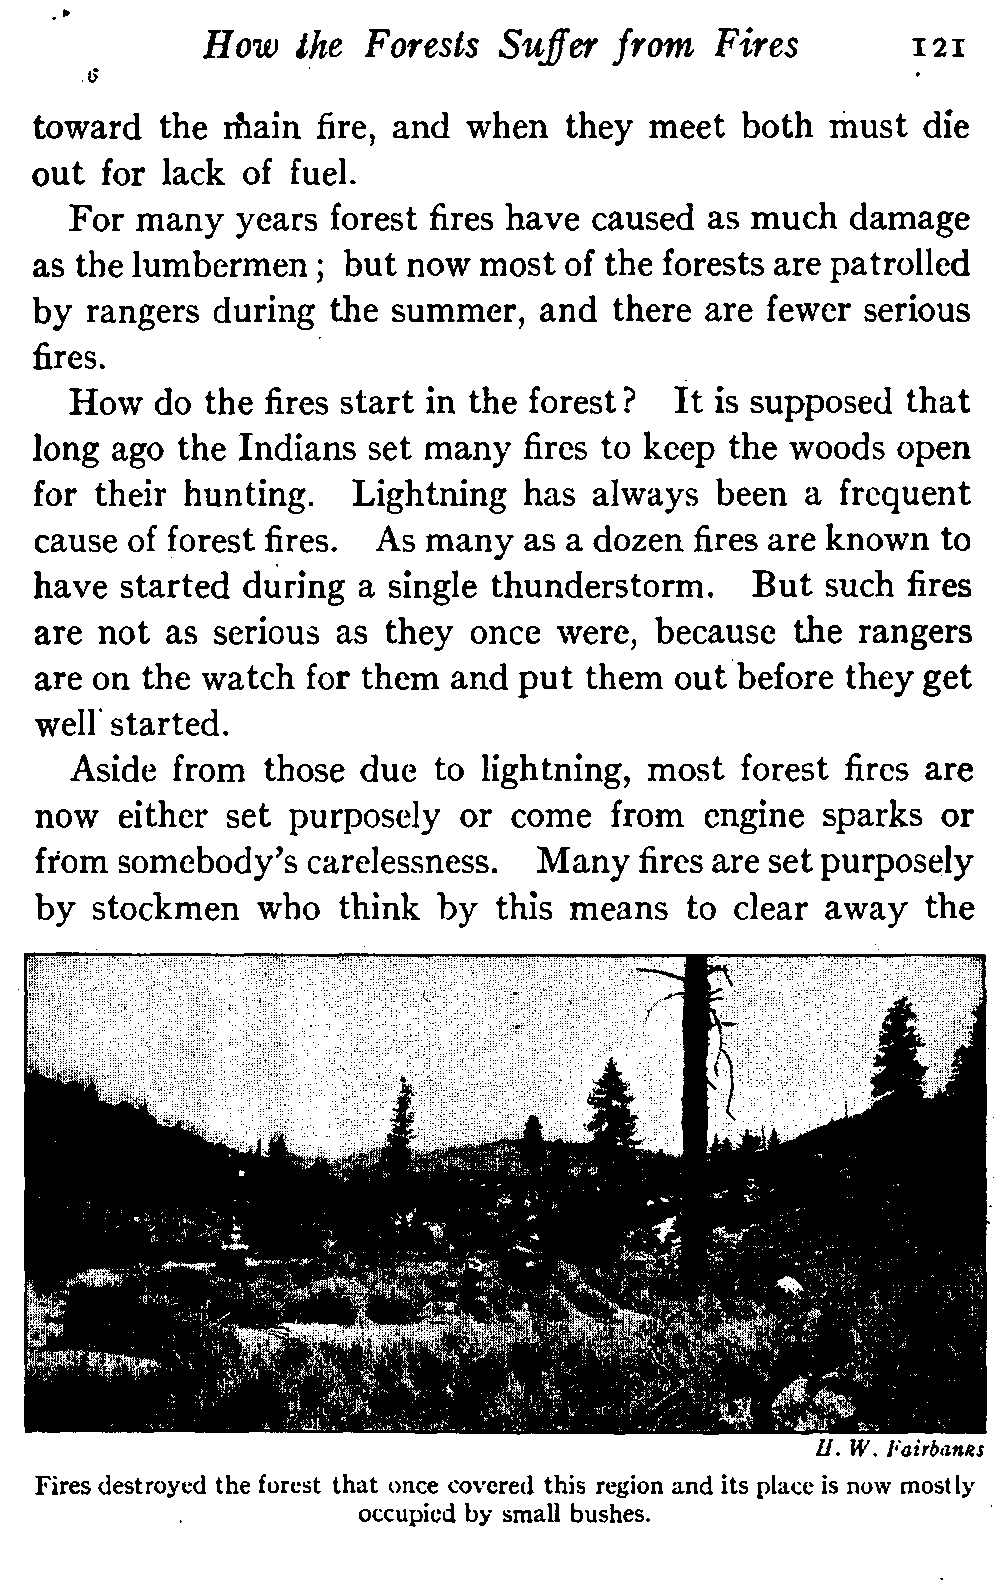 How the Forests Suffer from Fires 121
toward the main fire, and when they meet both must die
out for lack of fuel.
For many years forest fires have caused as much damage
as the lumbermen; but now most of the forests are patrolled
by rangers during the summer, and there are fewer serious
fires.
How do the fires start in the forest? It is supposed that
long ago the Indians set many fires to keep the woods open
for their hunting. Lightning has always been a frequent
cause of forest fires. As many as a dozen fires are known to
have started during a single thunderstorm. But such fires
are not as serious as they once were, because the rangers
are on the watch for them and put them out before they get
well started.
Aside from those due to lightning, most forest fires are
now either set purposely or come from engine sparks or
from somebody's carelessness. Many fires are set purposely
by stockmen who think by this means to clear away the
H. W. Fairbanks
Fires destroyed the forest that once covered this region and its place is now mostly
occupied by small bushes.